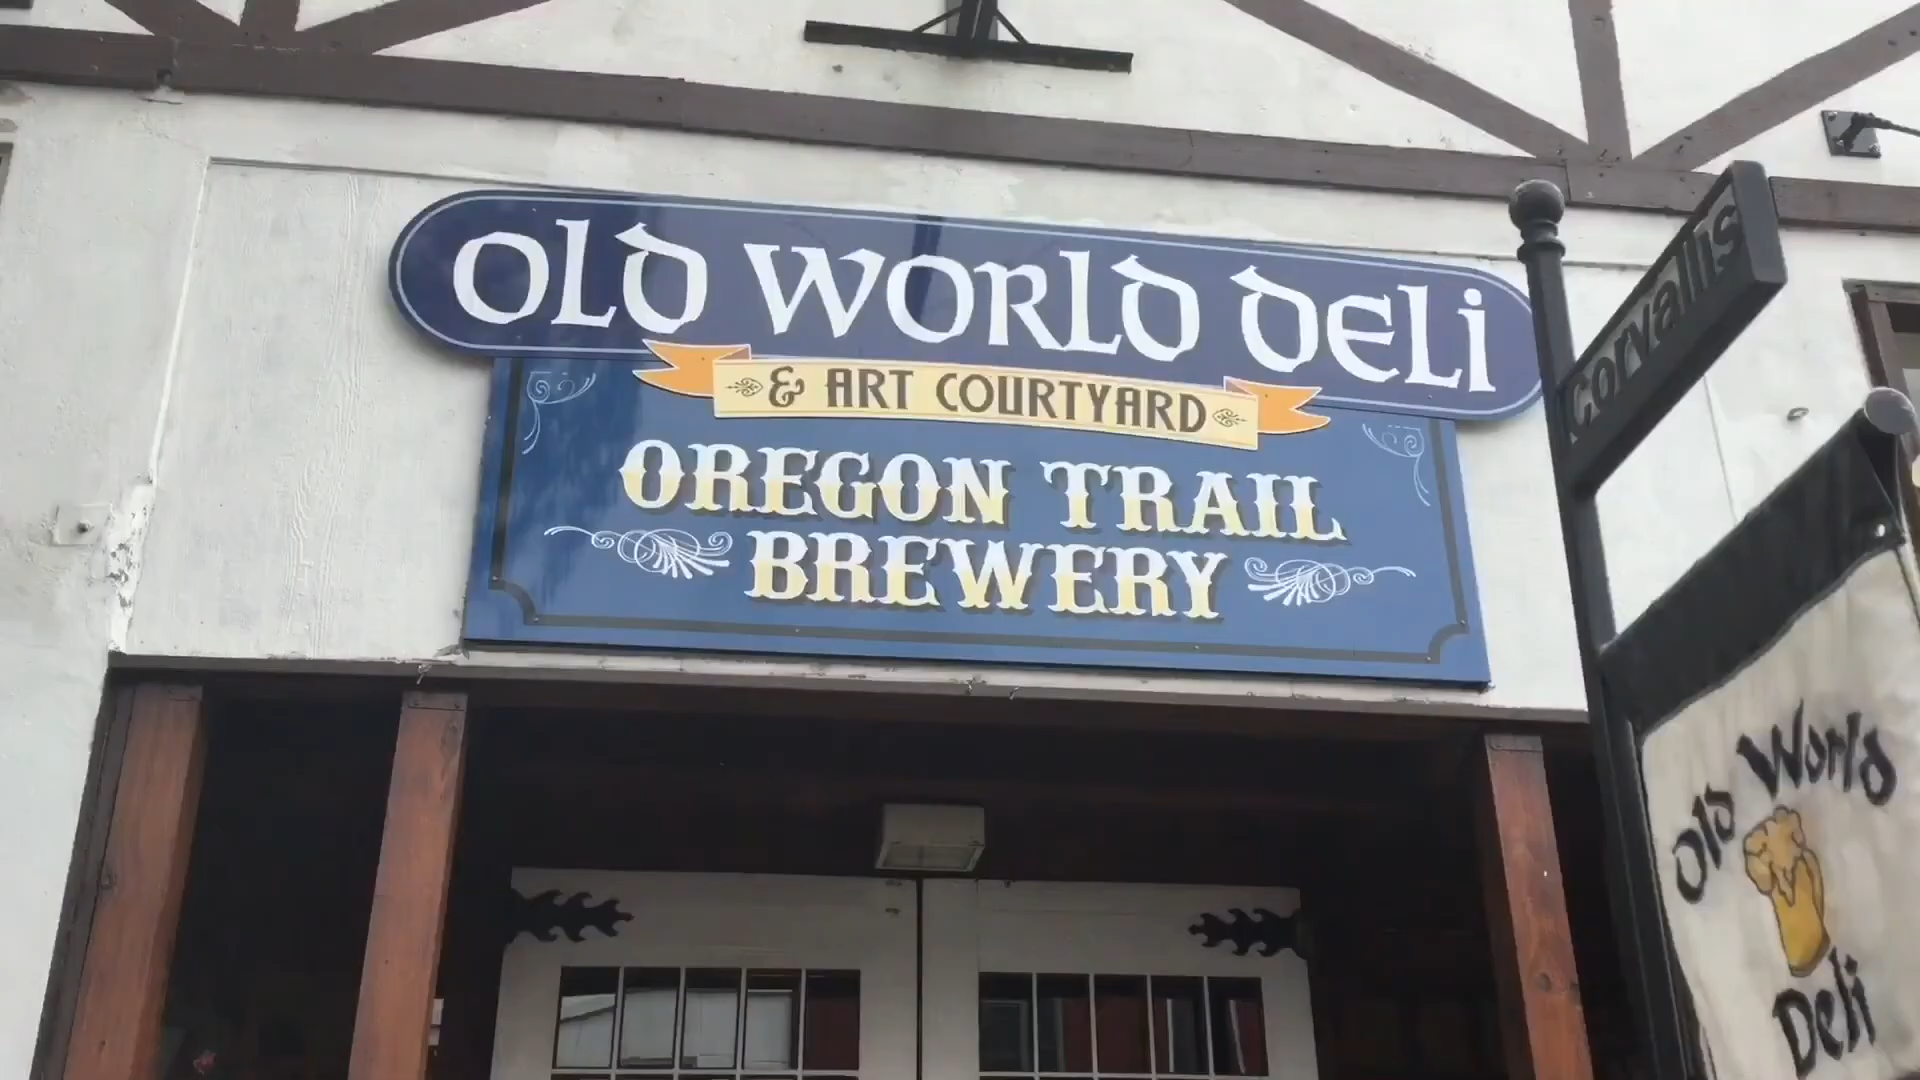 OLD WORLD DELI
& ART COURTYARD
OREGON TRAIL
BREWERY
Corvallis
Old World
Deli